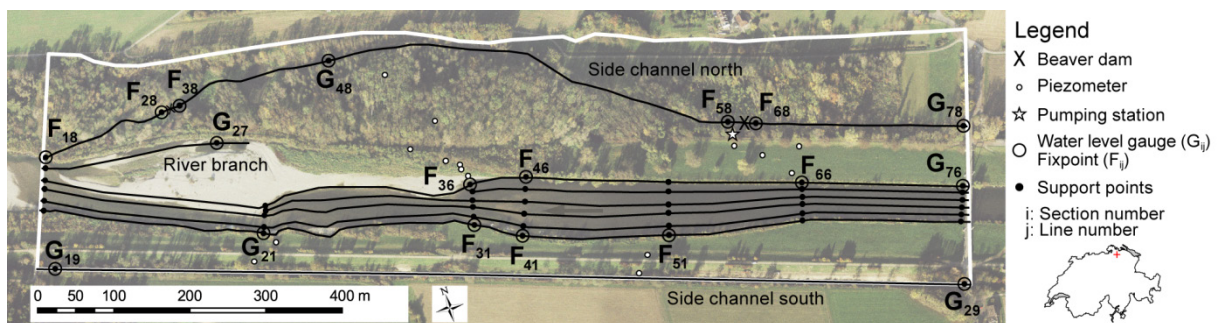 Legend
X Beaver dam
Piezometer
Pumping station
Water level gauge (Gij)
Fixpoint (Fij)
Support points
i: Section number
j: Line number
Side channel north
G48
F38
F28
F18
G27
River branch
F58
F68
G78
F36
F46
F66
G76
G21
F31
F41
F51
G19
G29
Side channel south
0 50 100 200 300 400 m
N